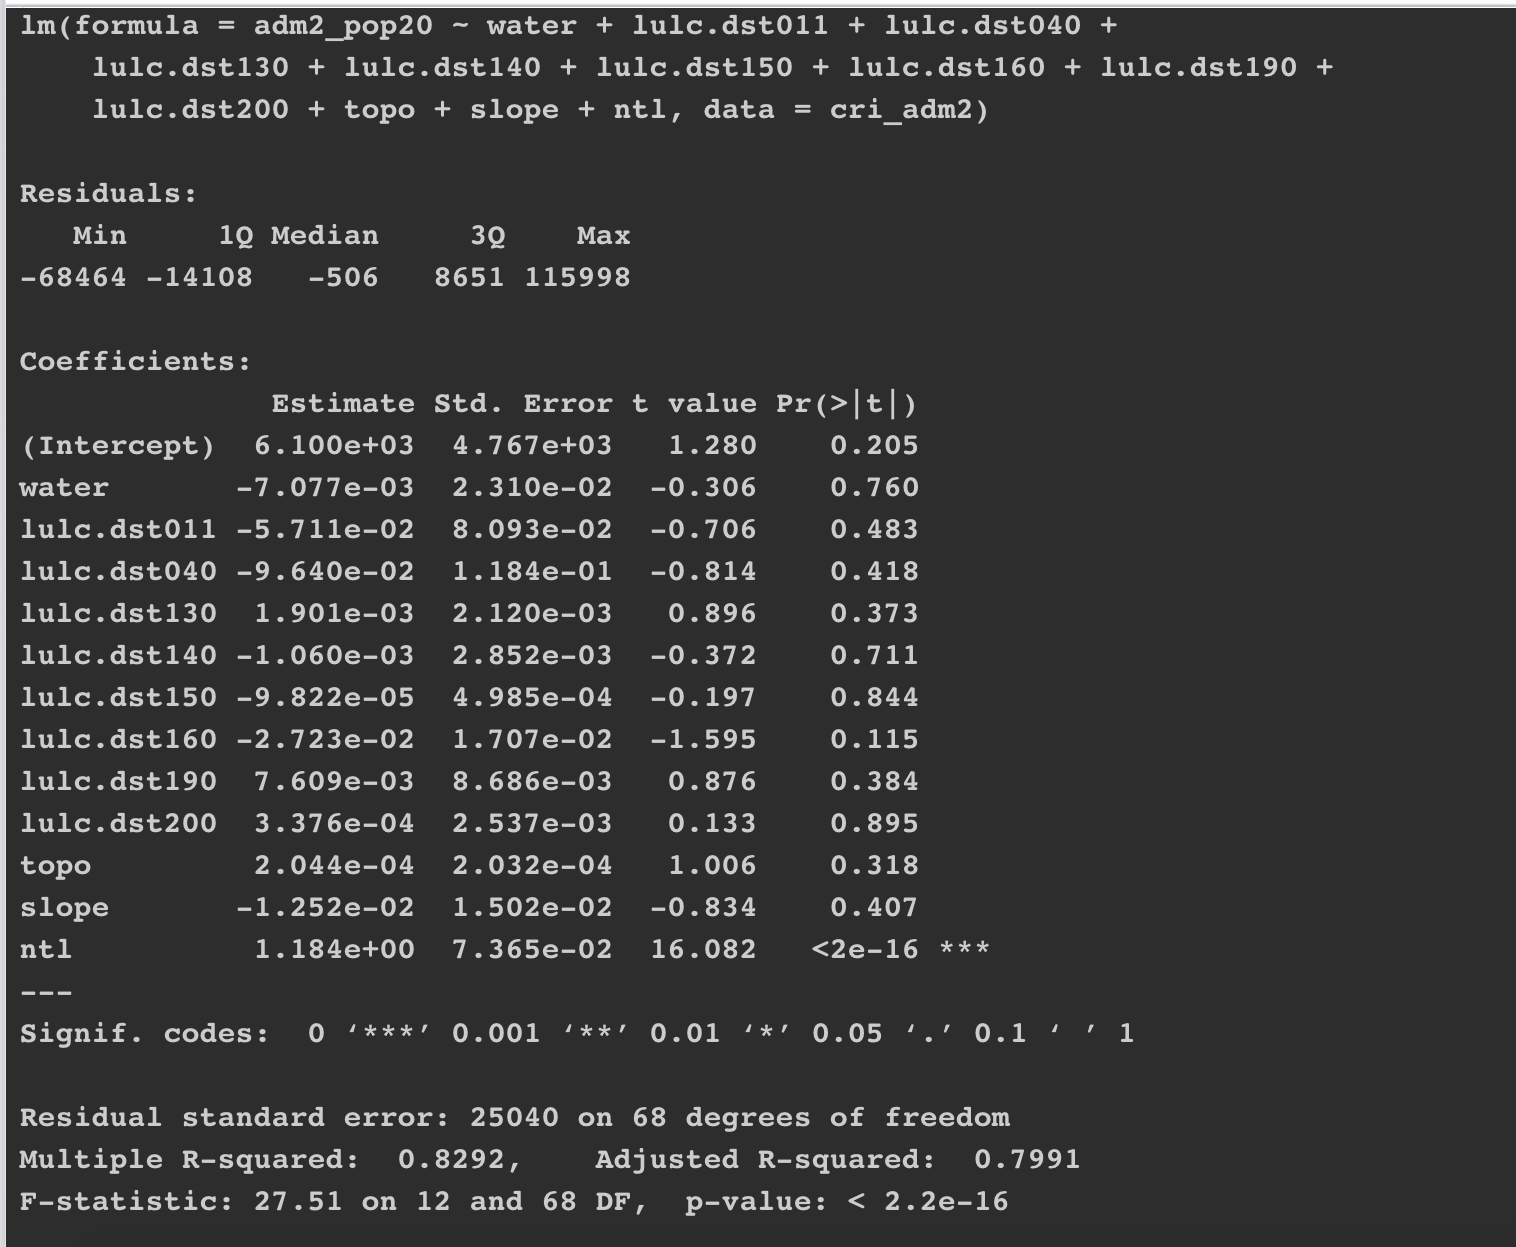 lm(formula = adm2_pop20 ~ water + lulc.dst011 + lulc.dst040 +
    lulc.dst130 + lulc.dst140 + lulc.dst150 + lulc.dst160 + lulc.dst190 +
    lulc.dst200 + topo + slope + ntl, data = cri_adm2)
Residuals:
   Min     1Q Median     3Q    Max
-68464 -14108   -506   8651 115998
Coefficients:
              Estimate Std. Error t value Pr(>|t|)
(Intercept)  6.100e+03  4.767e+03   1.280    0.205
water       -7.077e-03  2.310e-02  -0.306    0.760
lulc.dst011 -5.711e-02  8.093e-02  -0.706    0.483
lulc.dst040 -9.640e-02  1.184e-01  -0.814    0.418
lulc.dst130  1.901e-03  2.120e-03   0.896    0.373
lulc.dst140 -1.060e-03  2.852e-03  -0.372    0.711
lulc.dst150 -9.822e-05  4.985e-04  -0.197    0.844
lulc.dst160 -2.723e-02  1.707e-02  -1.595    0.115
lulc.dst190  7.609e-03  8.686e-03   0.876    0.384
lulc.dst200  3.376e-04  2.537e-03   0.133    0.895
topo         2.044e-04  2.032e-04   1.006    0.318
slope       -1.252e-02  1.502e-02  -0.834    0.407
ntl          1.184e+00  7.365e-02  16.082   <2e-16 ***
---
Signif. codes:  0 ‘***’ 0.001 ‘**’ 0.01 ‘*’ 0.05 ‘.’ 0.1 ‘ ’ 1
Residual standard error: 25040 on 68 degrees of freedom
Multiple R-squared:  0.8292,    Adjusted R-squared:  0.7991
F-statistic: 27.51 on 12 and 68 DF,  p-value: < 2.2e-16